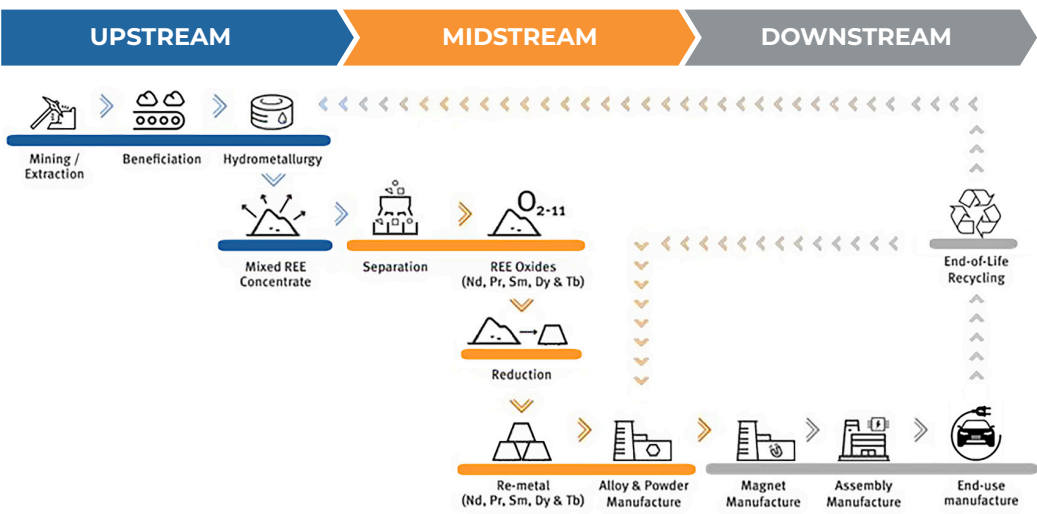 UPSTREAM
MIDSTREAM
DOWNSTREAM
Mining /
Extraction
Beneficiation
Hydrometallurgy
Mixed REE
Concentrate
Separation
O2-11
REE Oxides
(Nd, Pr, Sm, Dy & Tb)
End-of-Life
Recycling
Reduction
Re-metal
(Nd, Pr, Sm, Dy & Tb)
Alloy & Powder
Manufacture
Magnet
Manufacture
Assembly
Manufacture
End-use
manufacture